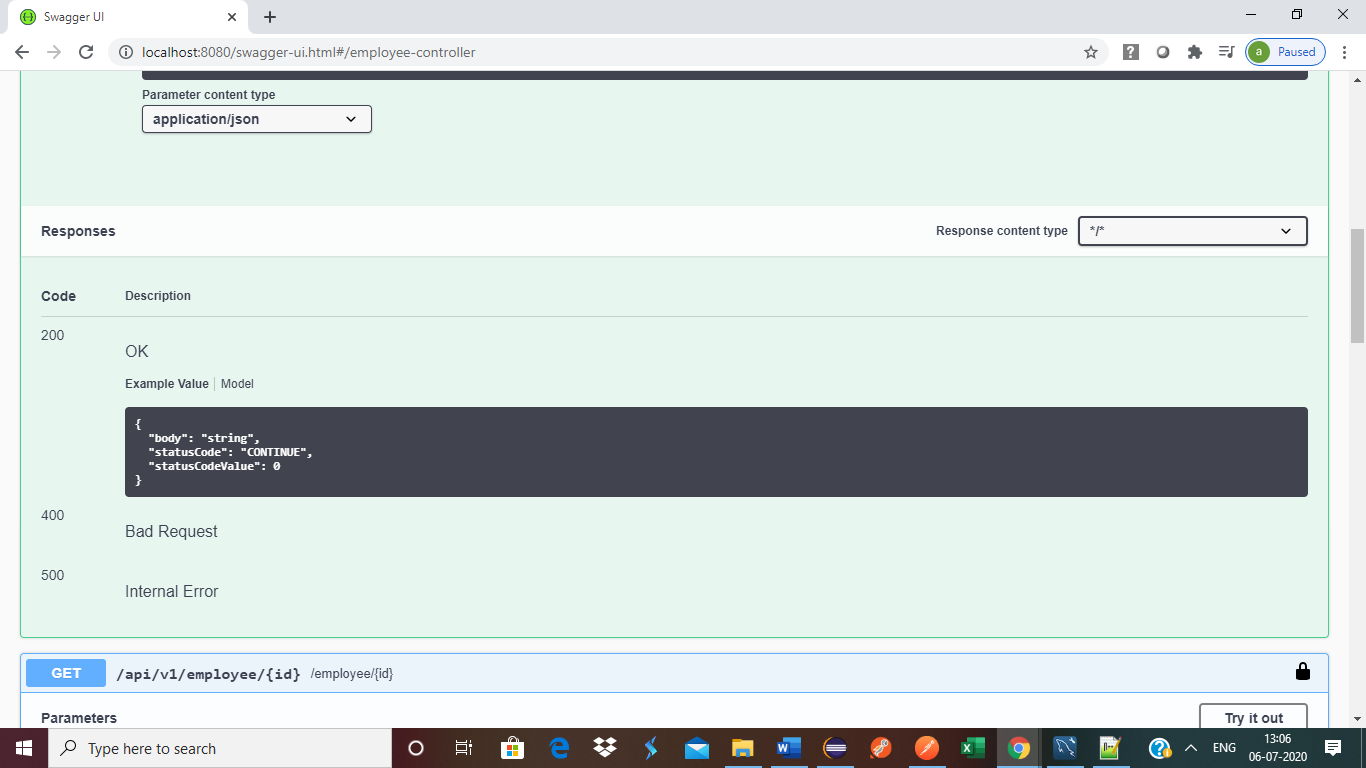 Swagger UI
localhost:8080/swagger-ui.html#/employee-controller
a Paused
Parameter content type
application/json
Responses
Response content type
*/*
Code Description
200
OK
Example Value Model
{
"body": "string",
"statusCode": "CONTINUE",
"statusCodeValue": 0
}
400
Bad Request
500
Internal Error
GET /api/v1/employee/{id} /employee/{id}
Parameters
Try it out
Type here to search
ENG
13:06
06-07-2020